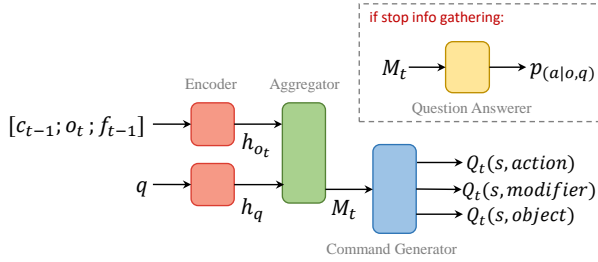 if stop info gathering:
M_t
p_(a|o,q)
Question Answerer
Encoder
Aggregator
[c_{t-1}; o_t; f_{t-1}]
h_{o_t}
q
h_q
M_t
Q_t(s, action)
Q_t(s, modifier)
Q_t(s, object)
Command Generator